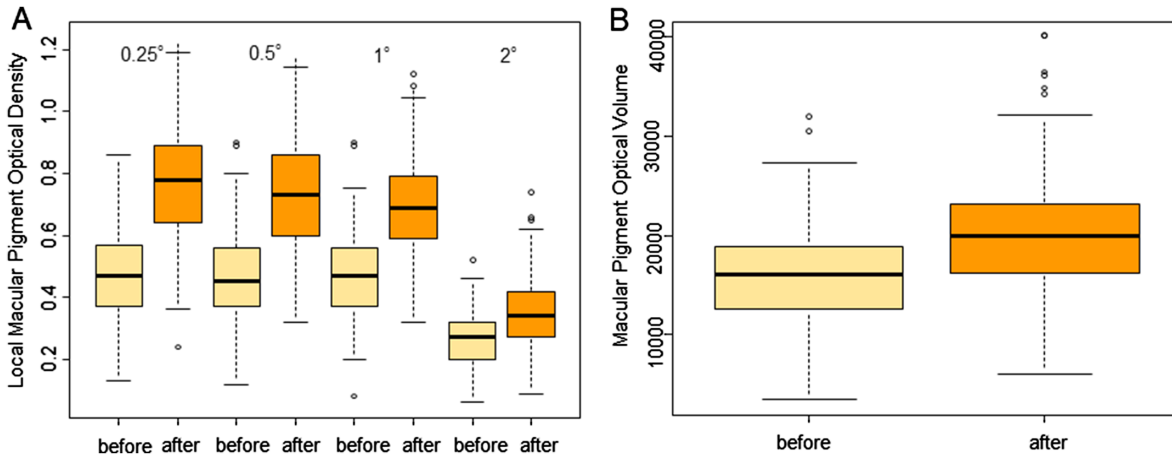 A
Local Macular Pigment Optical Density
1.2
1.0
0.8
0.6
0.4
0.2
0.25°
0.5°
1°
2°
before after before after before after before after
B
Macular Pigment Optical Volume
40000
30000
20000
10000
before after